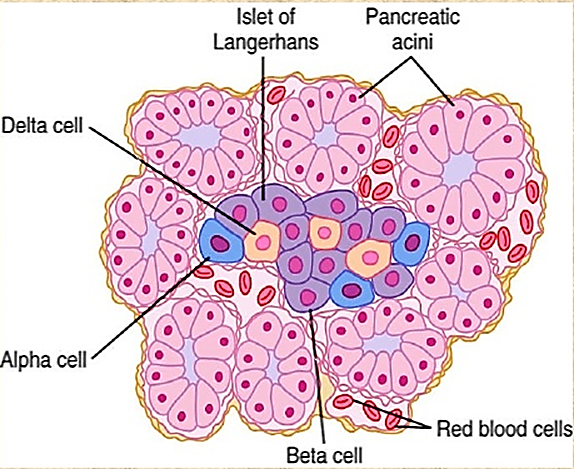 Islet of
Langerhans
Pancreatic
acini
Delta cell
Alpha cell
Red blood cells
Beta cell